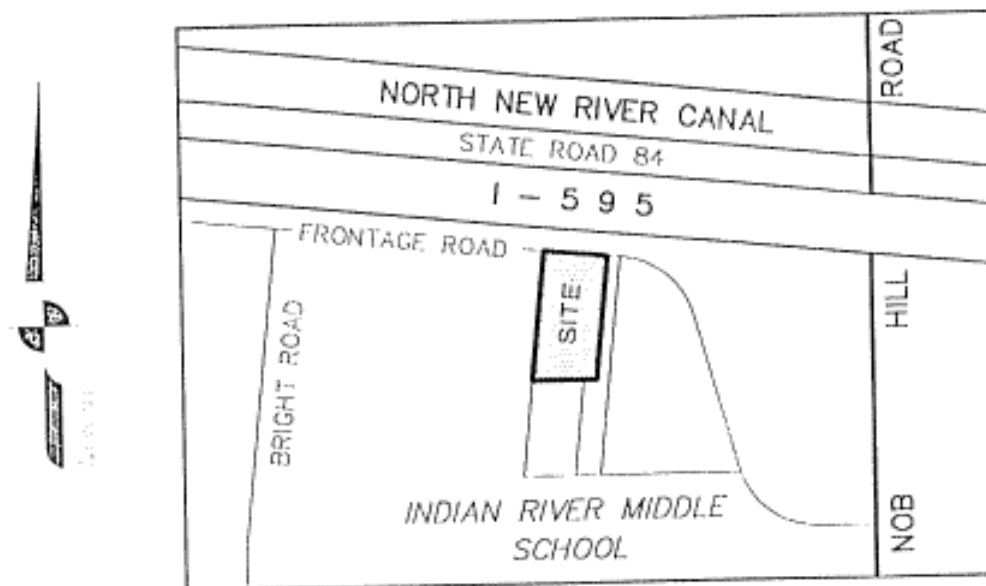 NORTH NEW RIVER CANAL
STATE ROAD 84
I - 595
FRONTAGE ROAD
SITE
BRIGHT ROAD
INDIAN RIVER MIDDLE
SCHOOL
NOB HILL ROAD